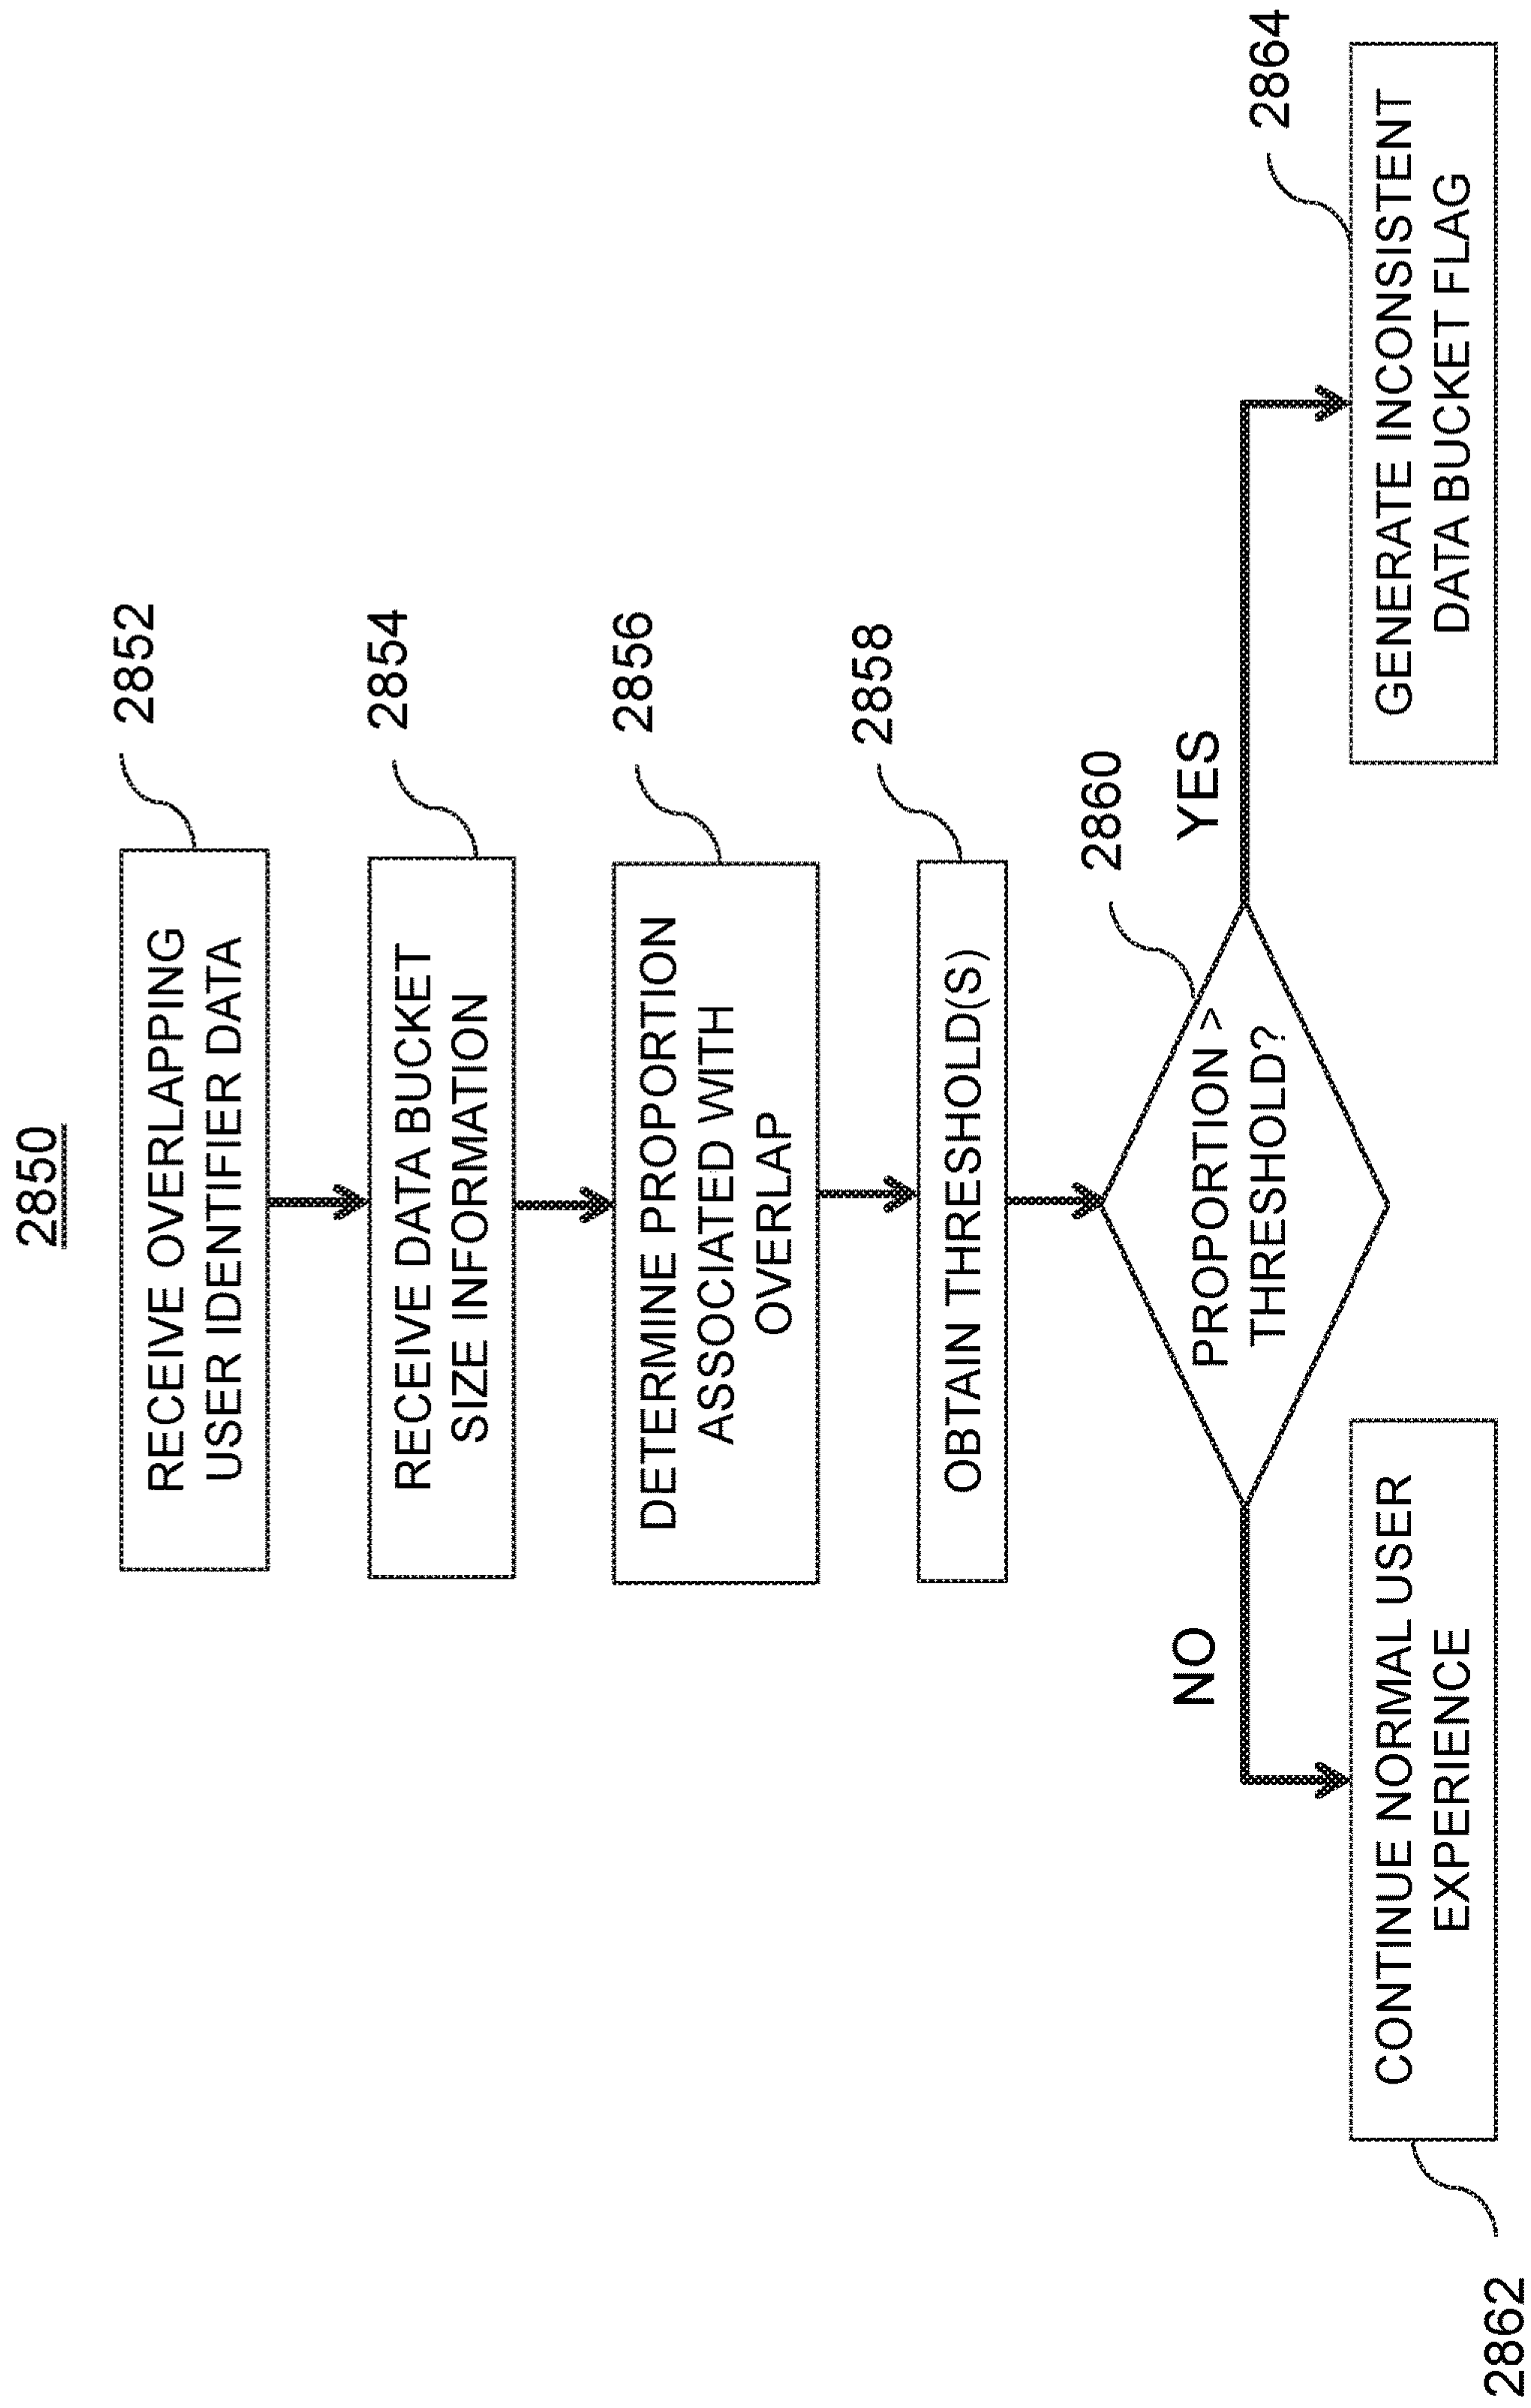 2850
RECEIVE OVERLAPPING
USER IDENTIFIER DATA
2852
RECEIVE DATA BUCKET
SIZE INFORMATION
2854
DETERMINE PROPORTION
ASSOCIATED WITH
OVERLAP
2856
OBTAIN THRESHOLD(S)
2858
PROPORTION >
THRESHOLD?
2860
NO
YES
CONTINUE NORMAL USER
EXPERIENCE
2862
GENERATE INCONSISTENT
DATA BUCKET FLAG
2864